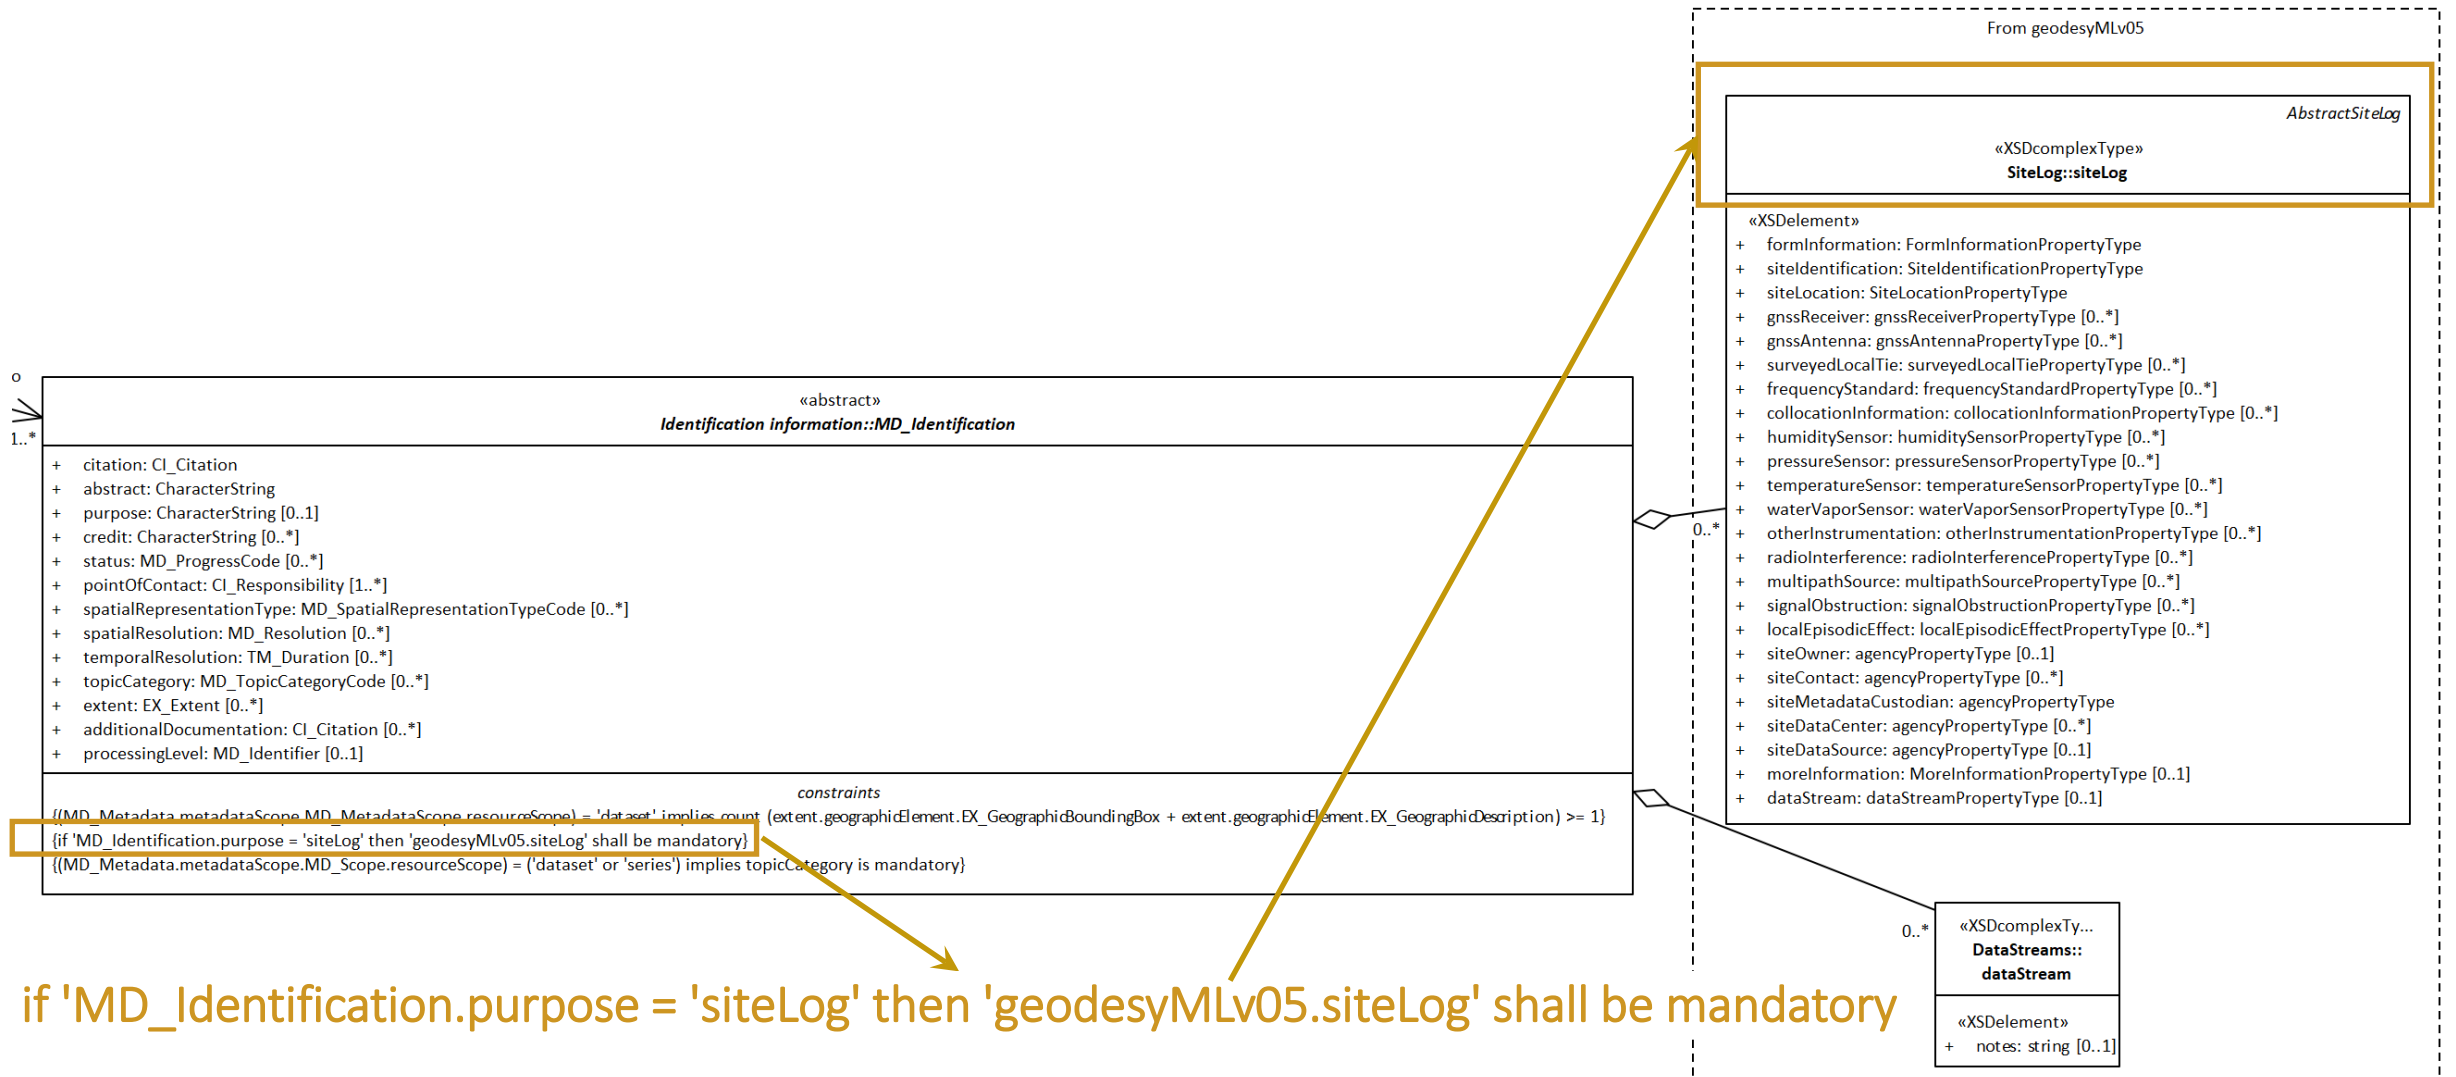 From geodesyMLv05
AbstractSiteLog
«XSDcomplexType»
SiteLog::siteLog
«XSDelement»
+ formInformation: FormInformationPropertyType
+ siteIdentification: SiteIdentificationPropertyType
+ siteLocation: SiteLocationPropertyType
+ gnssReceiver: gnssReceiverPropertyType [0..*]
+ gnssAntenna: gnssAntennaPropertyType [0..*]
+ surveyedLocalTie: surveyedLocalTiePropertyType [0..*]
+ frequencyStandard: frequencyStandardPropertyType [0..*]
+ collocationInformation: collocationInformationPropertyType [0..*]
+ humiditySensor: humiditySensorPropertyType [0..*]
+ pressureSensor: pressureSensorPropertyType [0..*]
+ temperatureSensor: temperatureSensorPropertyType [0..*]
+ waterVaporSensor: waterVaporSensorPropertyType [0..*]
+ otherInstrumentation: otherInstrumentationPropertyType [0..*]
+ radioInterference: radioInterferencePropertyType [0..*]
+ multipathSource: multipathSourcePropertyType [0..*]
+ signalObstruction: signalObstructionPropertyType [0..*]
+ localEpisodicEffect: localEpisodicEffectPropertyType [0..*]
+ siteOwner: agencyPropertyType [0..1]
+ siteContact: agencyPropertyType [0..*]
+ siteMetadataCustodian: agencyPropertyType
+ siteDataCenter: agencyPropertyType [0..*]
+ siteDataSource: agencyPropertyType [0..1]
+ moreInformation: MoreInformationPropertyType [0..1]
+ dataStream: dataStreamPropertyType [0..1]
o
1..*
«abstract»
Identification information::MD_Identification
+ citation: CI_Citation
+ abstract: CharacterString
+ purpose: CharacterString [0..1]
+ credit: CharacterString [0..*]
+ status: MD_ProgressCode [0..*]
+ pointOfContact: CI_Responsibility [1..*]
+ spatialRepresentationType: MD_SpatialRepresentationTypeCode [0..*]
+ spatialResolution: MD_Resolution [0..*]
+ temporalResolution: TM_Duration [0..*]
+ topicCategory: MD_TopicCategoryCode [0..*]
+ extent: EX_Extent [0..*]
+ additionalDocumentation: CI_Citation [0..*]
+ processingLevel: MD_Identifier [0..1]
constraints
{(MD_Metadata.metadataScope.MD_MetadataScope.resourceScope) = 'dataset' implies count (extent.geographicElement.EX_GeographicBoundingBox + extent.geographicElement.EX_GeographicDescription) >= 1}
{if 'MD_Identification.purpose = 'siteLog' then 'geodesyMLv05.siteLog' shall be mandatory}
{(MD_Metadata.metadataScope.MD_Scope.resourceScope) = ('dataset' or 'series') implies topicCategory is mandatory}
0..*
0..*
«XSDcomplexTy...
DataStreams::
dataStream
«XSDelement»
+ notes: string [0..1]
if 'MD_Identification.purpose = 'siteLog' then 'geodesyMLv05.siteLog' shall be mandatory